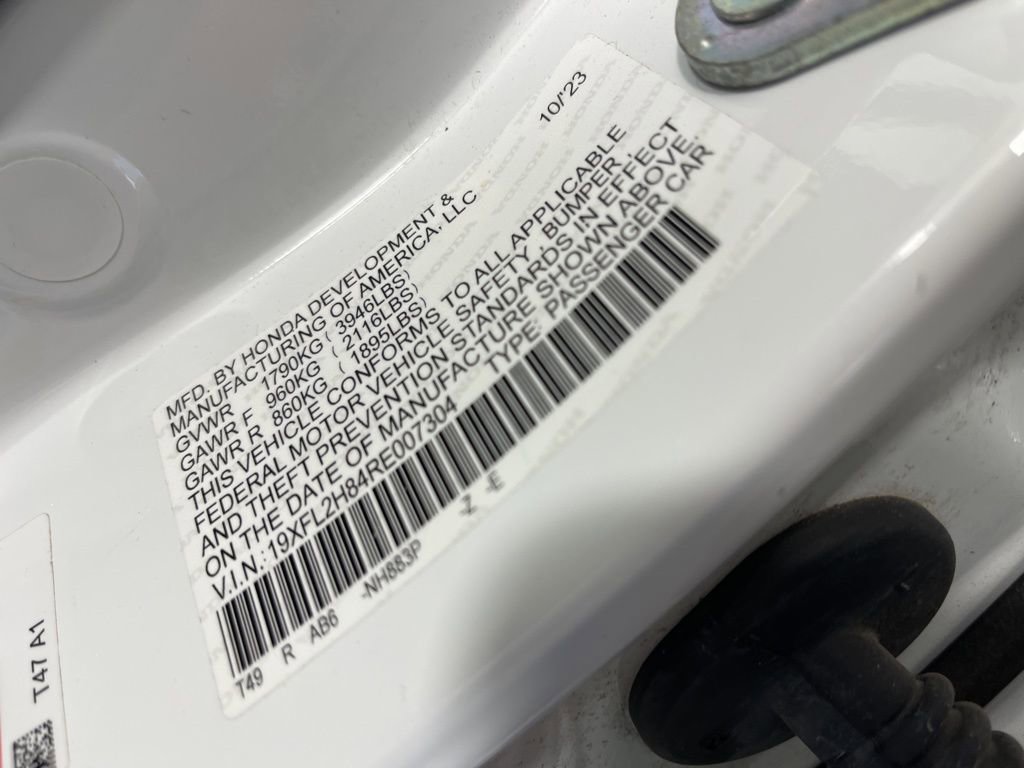 MFD. BY HONDA DEVELOPMENT &
MANUFACTURING OF AMERICA, LLC 10/'23
GVWR 1790KG ( 3946LBS)
GAWR F 960KG ( 2116LBS)
GAWR R 860KG ( 1895LBS)
THIS VEHICLE CONFORMS TO ALL APPLICABLE
FEDERAL MOTOR VEHICLE SAFETY, BUMPER,
AND THEFT PREVENTION STANDARDS IN EFFECT
ON THE DATE OF MANUFACTURE SHOWN ABOVE.
V.I.N.: 19XFL2H84RE007304 TYPE: PASSENGER CAR
T49 R AB6 -NH883P -Z -E
T47 A1